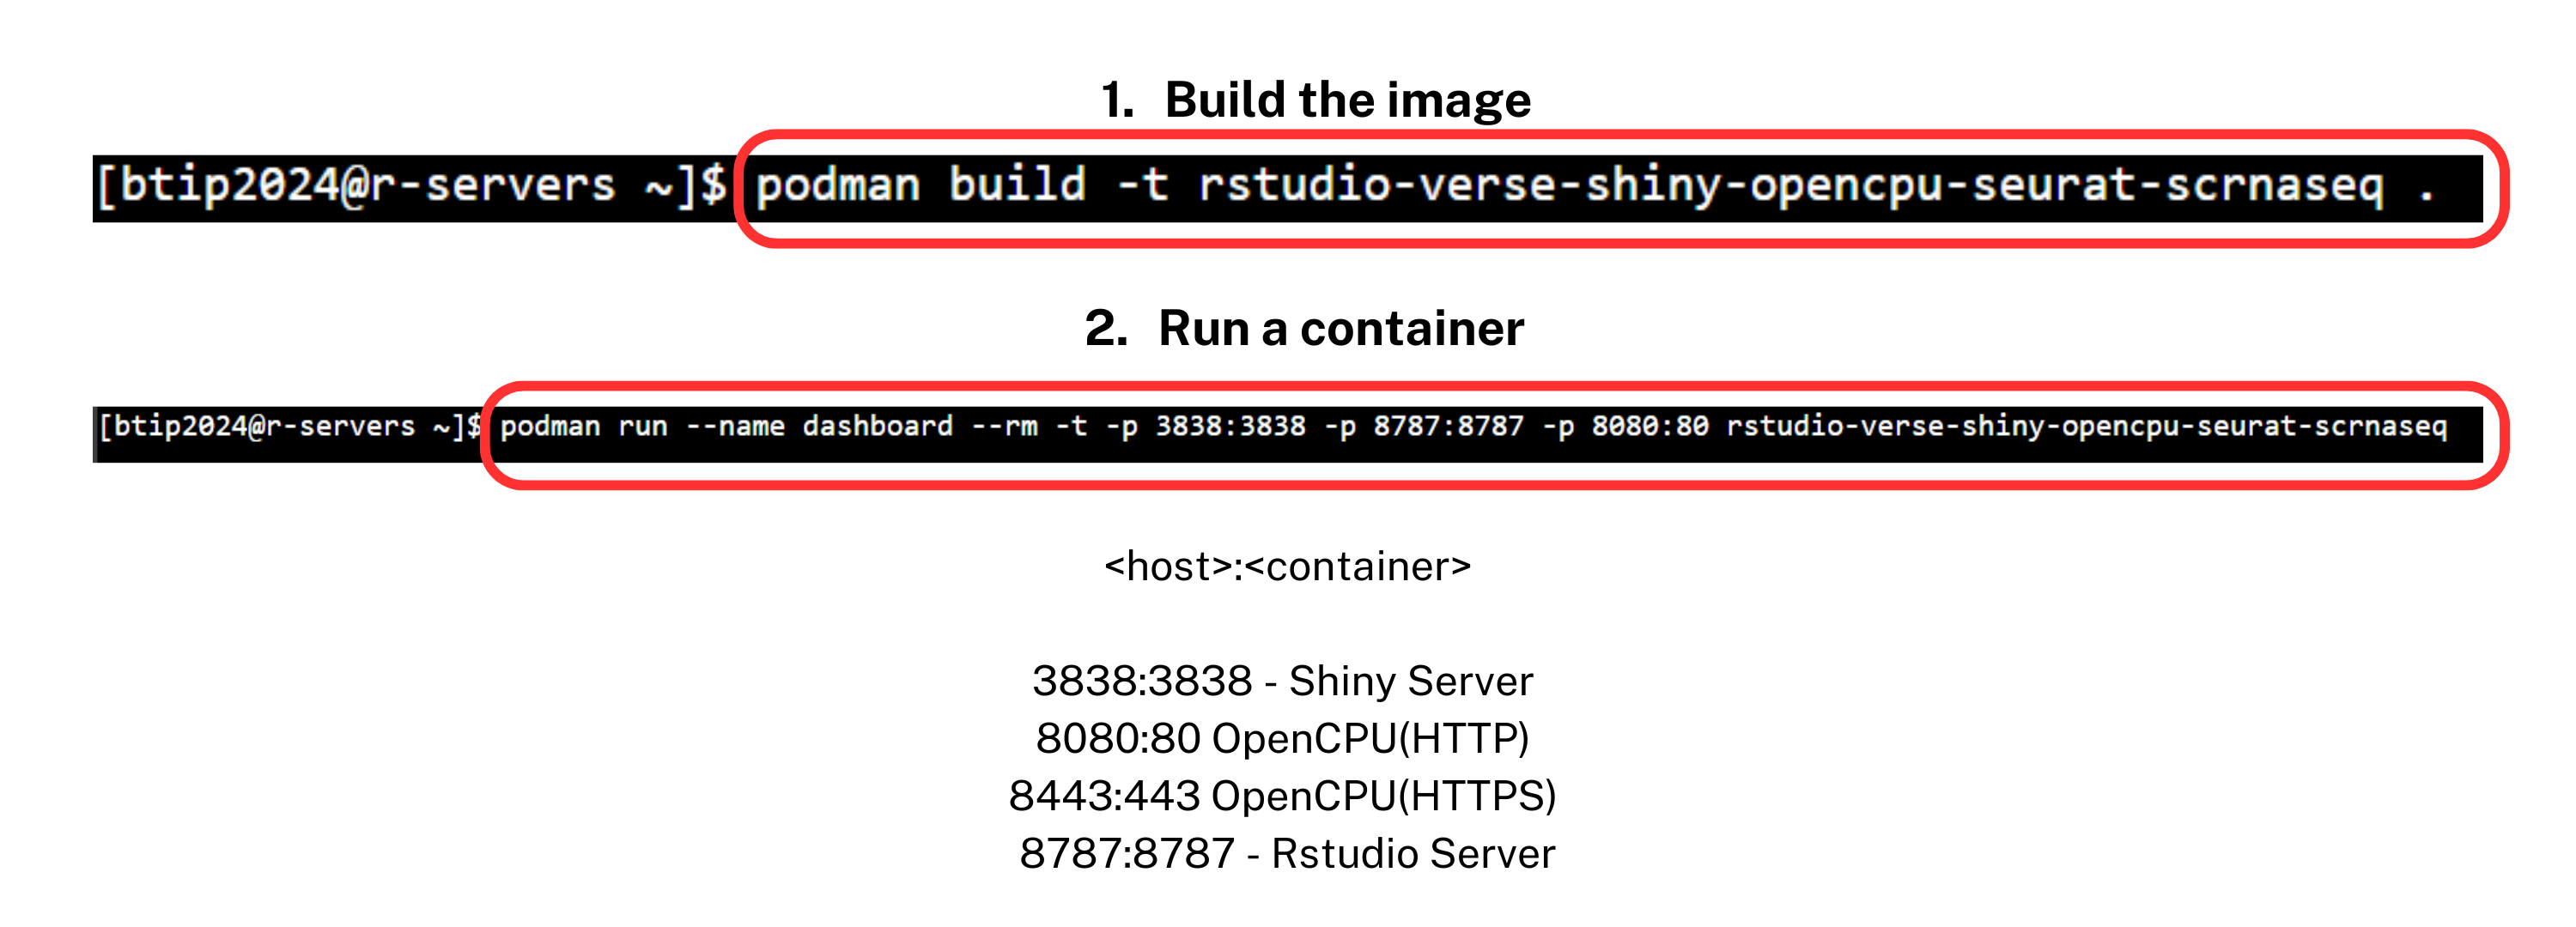 1. Build the image
[btip2024@r-servers ~]$ podman build -t rstudio-verse-shiny-opencpu-seurat-scrnaseq .
2. Run a container
[btip2024@r-servers ~]$ podman run --name dashboard --rm -t -p 3838:3838 -p 8787:8787 -p 8080:80 rstudio-verse-shiny-opencpu-seurat-scrnaseq
<host>:<container>
3838:3838 - Shiny Server
8080:80 OpenCPU(HTTP)
8443:443 OpenCPU(HTTPS)
8787:8787 - Rstudio Server